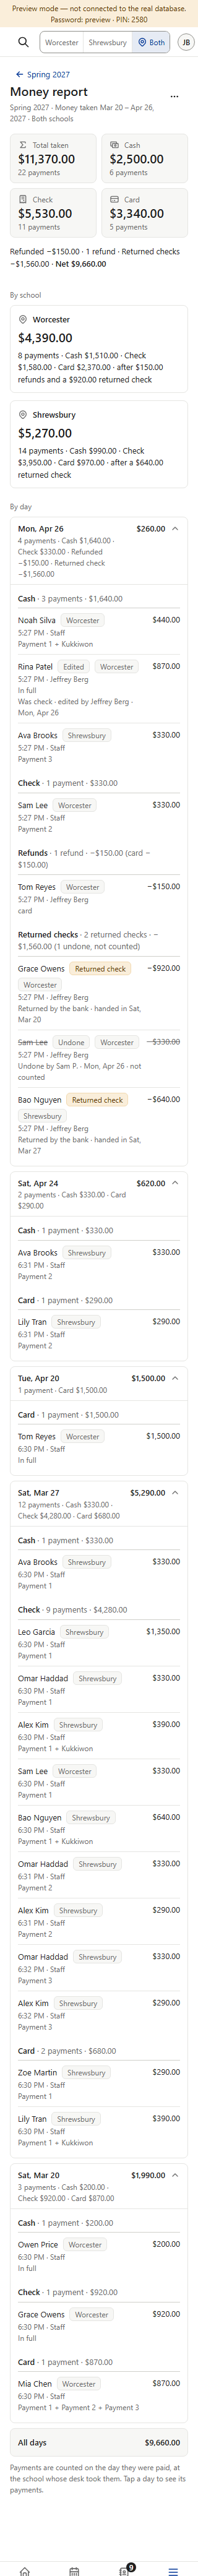 Preview mode — not connected to the real database.
Password: preview · PIN: 2580
Worcester Shrewsbury Both JB
← Spring 2027
Money report ...
Spring 2027 · Money taken Mar 20 – Apr 26,
2027 · Both schools
Total taken
$11,370.00
22 payments
Cash
$2,500.00
6 payments
Check
$5,530.00
11 payments
Card
$3,340.00
5 payments
Refunded −$150.00 · 1 refund · Returned checks
−$1,560.00 · Net $9,660.00
By school
Worcester
$4,390.00
8 payments · Cash $1,510.00 · Check
$1,580.00 · Card $2,370.00 · after $150.00
refunds and a $920.00 returned check
Shrewsbury
$5,270.00
14 payments · Cash $990.00 · Check
$3,950.00 · Card $970.00 · after a $640.00
returned check
By day
Mon, Apr 26 $260.00
4 payments · Cash $1,640.00 ·
Check $330.00 · Refunded
−$150.00 · Returned check
−$1,560.00
Cash · 3 payments · $1,640.00
Noah Silva Worcester $440.00
5:27 PM · Staff
Payment 1 + Kukkiwon
Rina Patel Edited Worcester $870.00
5:27 PM · Jeffrey Berg
In full
Was check · edited by Jeffrey Berg ·
Mon, Apr 26
Ava Brooks Shrewsbury $330.00
5:27 PM · Staff
Payment 3
Check · 1 payment · $330.00
Sam Lee Worcester $330.00
5:27 PM · Staff
Payment 2
Refunds · 1 refund · −$150.00 (card −
$150.00)
Tom Reyes Worcester −$150.00
5:27 PM · Jeffrey Berg
card
Returned checks · 2 returned checks · −
$1,560.00 (1 undone, not counted)
Grace Owens Returned check −$920.00
Worcester
5:27 PM · Jeffrey Berg
Returned by the bank · handed in Sat,
Mar 20
Sam Lee Undone Worcester −$330.00
5:27 PM · Jeffrey Berg
Undone by Sam P. · Mon, Apr 26 · not
counted
Bao Nguyen Returned check −$640.00
Shrewsbury
5:27 PM · Jeffrey Berg
Returned by the bank · handed in Sat,
Mar 27
Sat, Apr 24 $620.00
2 payments · Cash $330.00 · Card
$290.00
Cash · 1 payment · $330.00
Ava Brooks Shrewsbury $330.00
6:31 PM · Staff
Payment 2
Card · 1 payment · $290.00
Lily Tran Shrewsbury $290.00
6:31 PM · Staff
Payment 2
Tue, Apr 20 $1,500.00
1 payment · Card $1,500.00
Card · 1 payment · $1,500.00
Tom Reyes Worcester $1,500.00
6:30 PM · Staff
In full
Sat, Mar 27 $5,290.00
12 payments · Cash $330.00 ·
Check $4,280.00 · Card $680.00
Cash · 1 payment · $330.00
Ava Brooks Shrewsbury $330.00
6:30 PM · Staff
Payment 1
Check · 9 payments · $4,280.00
Leo Garcia Shrewsbury $1,350.00
6:30 PM · Staff
Payment 1
Omar Haddad Shrewsbury $330.00
6:30 PM · Staff
Payment 1
Alex Kim Shrewsbury $390.00
6:30 PM · Staff
Payment 1 + Kukkiwon
Sam Lee Worcester $330.00
6:30 PM · Staff
Payment 1
Bao Nguyen Shrewsbury $640.00
6:30 PM · Staff
Payment 1 + Kukkiwon
Omar Haddad Shrewsbury $330.00
6:31 PM · Staff
Payment 2
Alex Kim Shrewsbury $290.00
6:31 PM · Staff
Payment 2
Omar Haddad Shrewsbury $330.00
6:32 PM · Staff
Payment 3
Alex Kim Shrewsbury $290.00
6:32 PM · Staff
Payment 3
Card · 2 payments · $680.00
Zoe Martin Shrewsbury $290.00
6:30 PM · Staff
Payment 1
Lily Tran Shrewsbury $390.00
6:30 PM · Staff
Payment 1 + Kukkiwon
Sat, Mar 20 $1,990.00
3 payments · Cash $200.00 ·
Check $920.00 · Card $870.00
Cash · 1 payment · $200.00
Owen Price Worcester $200.00
6:30 PM · Staff
In full
Check · 1 payment · $920.00
Grace Owens Worcester $920.00
6:30 PM · Staff
In full
Card · 1 payment · $870.00
Mia Chen Worcester $870.00
6:30 PM · Staff
Payment 1 + Payment 2 + Payment 3
All days $9,660.00
Payments are counted on the day they were paid, at
the school whose desk took them. Tap a day to see its
payments.
9